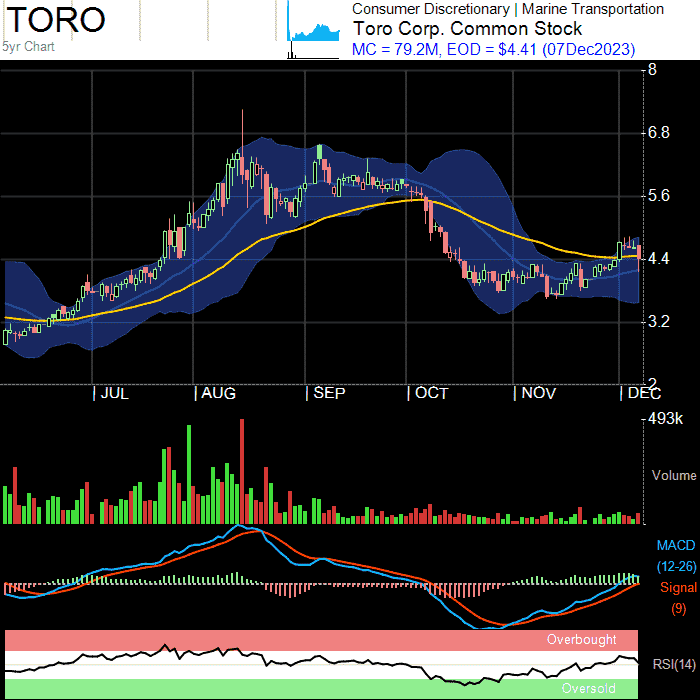 TORO
5yr Chart
Consumer Discretionary | Marine Transportation
Toro Corp. Common Stock
MC = 79.2M, EOD = $4.41 (07Dec2023)
8
6.8
5.6
4.4
3.2
2
JUL AUG SEP OCT NOV DEC
493k
Volume
MACD
(12-26)
Signal
(9)
Overbought
RSI(14)
Oversold